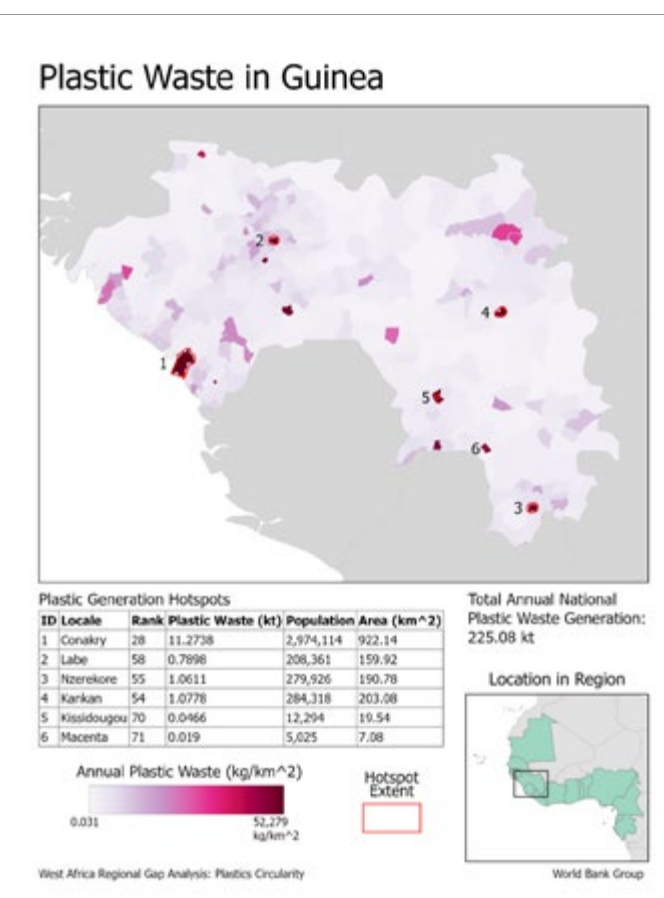 Plastic Waste in Guinea
2
4
1
5
6
3
Plastic Generation Hotspots
ID Locale Rank Plastic Waste (kt) Population Area (km^2)
1 Conakry 28 11.2738 2,974,114 922.14
2 Labe 58 0.7898 208,361 159.92
3 Nzerekore 55 1.0611 279,926 190.78
4 Kankan 54 1.0778 284,318 203.08
5 Kissidougou 70 0.0466 12,294 19.54
6 Macenta 71 0.019 5,025 7.08
Total Annual National
Plastic Waste Generation:
225.08 kt
Location in Region
Annual Plastic Waste (kg/km^2)
0.031
52,279
kg/km^2
Hotspot
Extent
West Africa Regional Gap Analysis: Plastics Circularity
World Bank Group